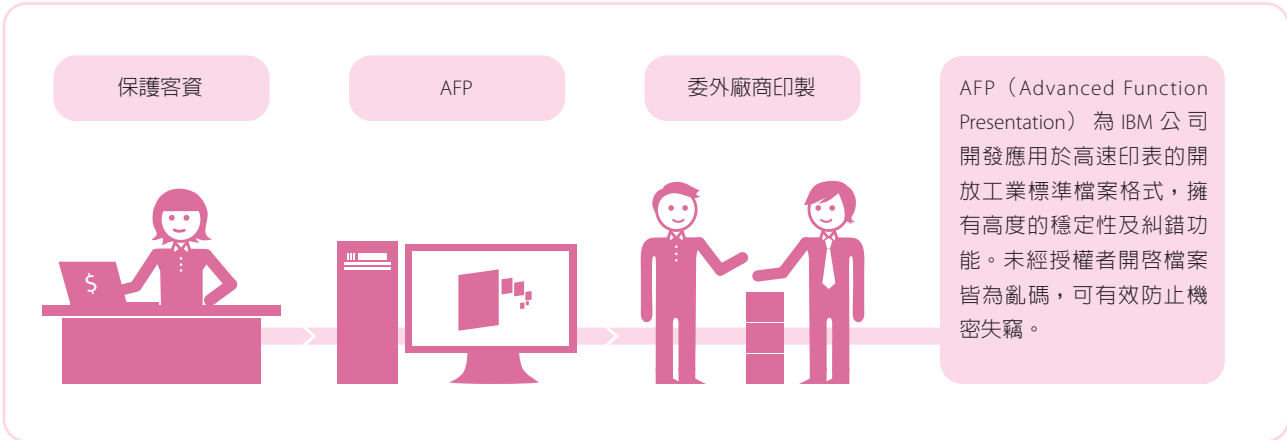 保護客資
AFP
委外廠商印製
AFP（Advanced Function
Presentation）為 IBM 公司
開發應用於高速印表的開
放工業標準檔案格式，擁
有高度的穩定性及糾錯功
能。未經授權者開啓檔案
皆為亂碼，可有效防止機
密失竊。
$